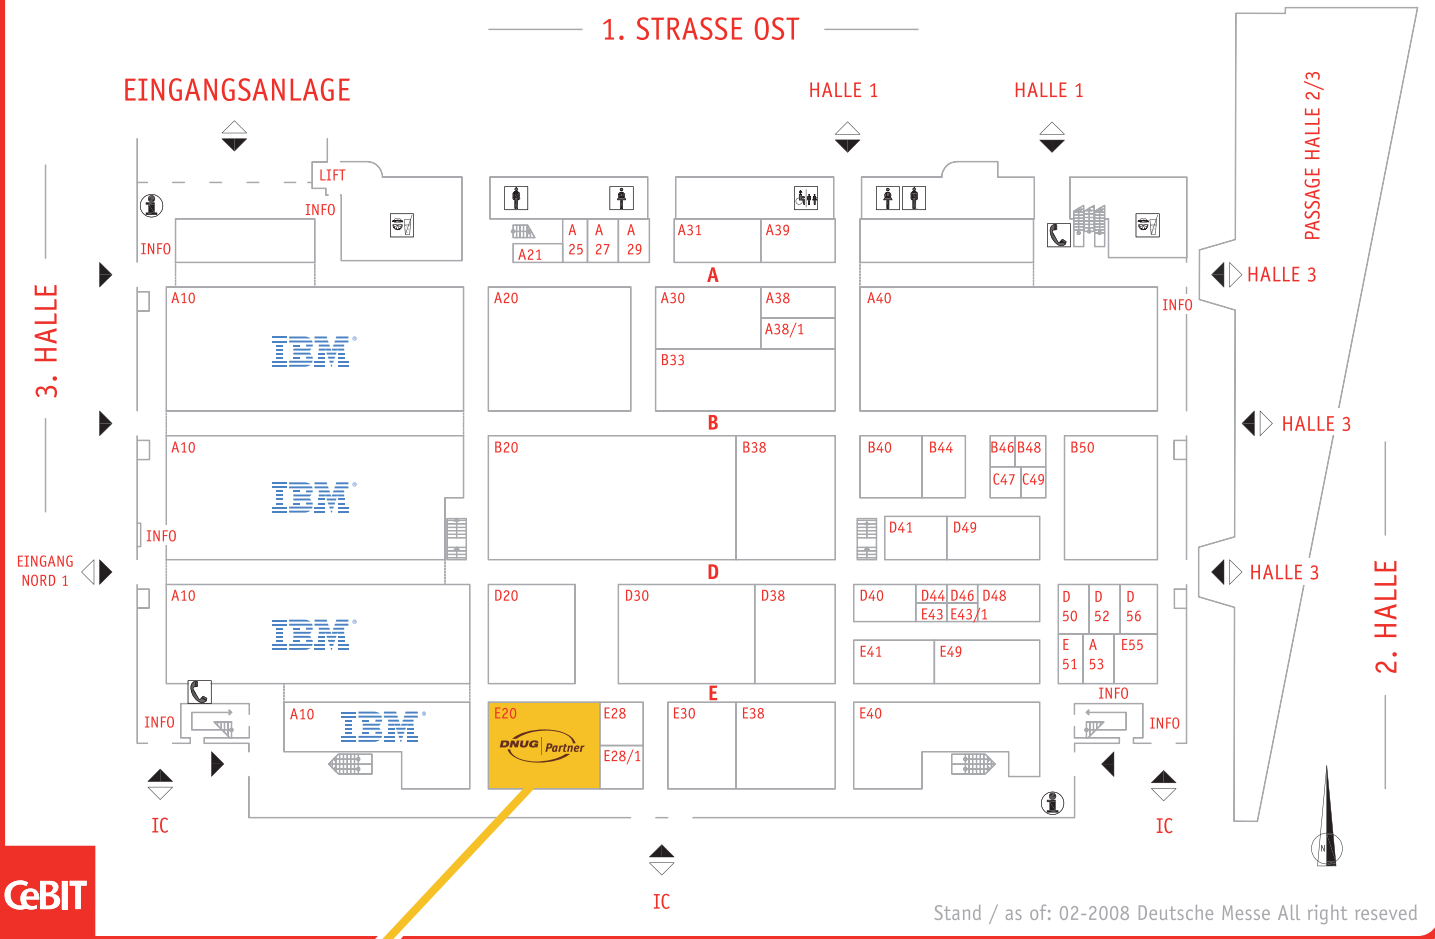 1. STRASSE OST
EINGANGSANLAGE
HALLE 1
HALLE 1
PASSAGE HALLE 2/3
LIFT
INFO
INFO
A21
A
25
A
27
A
29
A31
A39
A
HALLE 3
3. HALLE
A10
IBM®
A20
A30
A38
A38/1
B33
A40
INFO
B
HALLE 3
A10
IBM®
B20
B38
B40
B44
B46
B48
C47
C49
B50
D41
D49
INFO
EINGANG
NORD 1
D
HALLE 3
2. HALLE
A10
IBM®
D20
D30
D38
D40
D44
D46
D48
E43
E43/1
D
50
D
52
D
56
E41
E49
E
51
A
53
E55
E
INFO
INFO
A10
IBM®
E20
DNUG Partner
E28
E28/1
E30
E38
E40
INFO
IC
IC
IC
N
CeBIT
Stand / as of: 02-2008 Deutsche Messe All right reseved